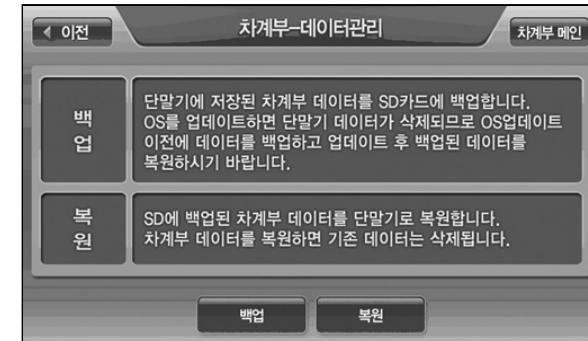 이전
차계부-데이터관리
차계부 메인
백
업
단말기에 저장된 차계부 데이터를 SD카드에 백업합니다.
OS를 업데이트하면 단말기 데이터가 삭제되므로 OS업데이트
이전에 데이터를 백업하고 업데이트 후 백업된 데이터를
복원하시기 바랍니다.
복
원
SD에 백업된 차계부 데이터를 단말기로 복원합니다.
차계부 데이터를 복원하면 기존 데이터는 삭제됩니다.
백업
복원